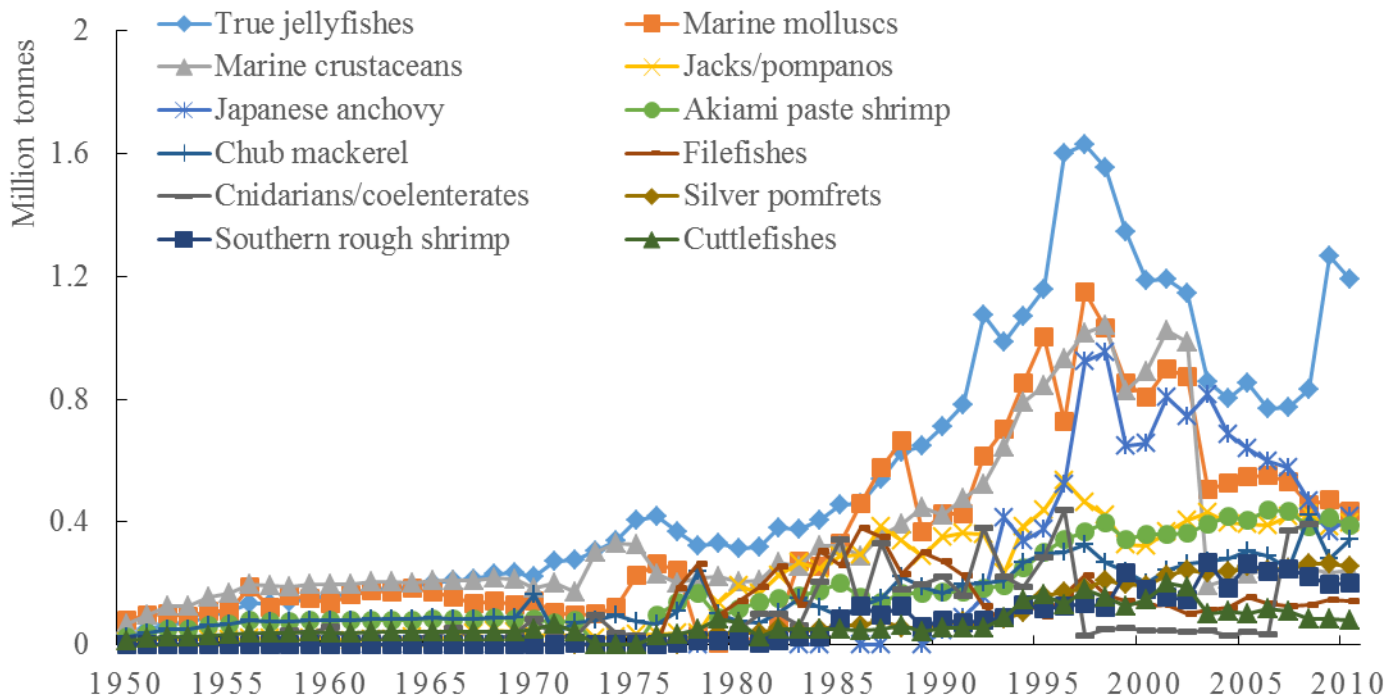 2
True jellyfishes Marine molluscs
Marine crustaceans Jacks/pompanos
Japanese anchovy Akiami paste shrimp
1.6 Chub mackerel Filefishes
Cnidarians/coelenterates Silver pomfrets
Southern rough shrimp Cuttlefishes
Million tonnes
1.2
0.8
0.4
0
1950 1955 1960 1965 1970 1975 1980 1985 1990 1995 2000 2005 2010